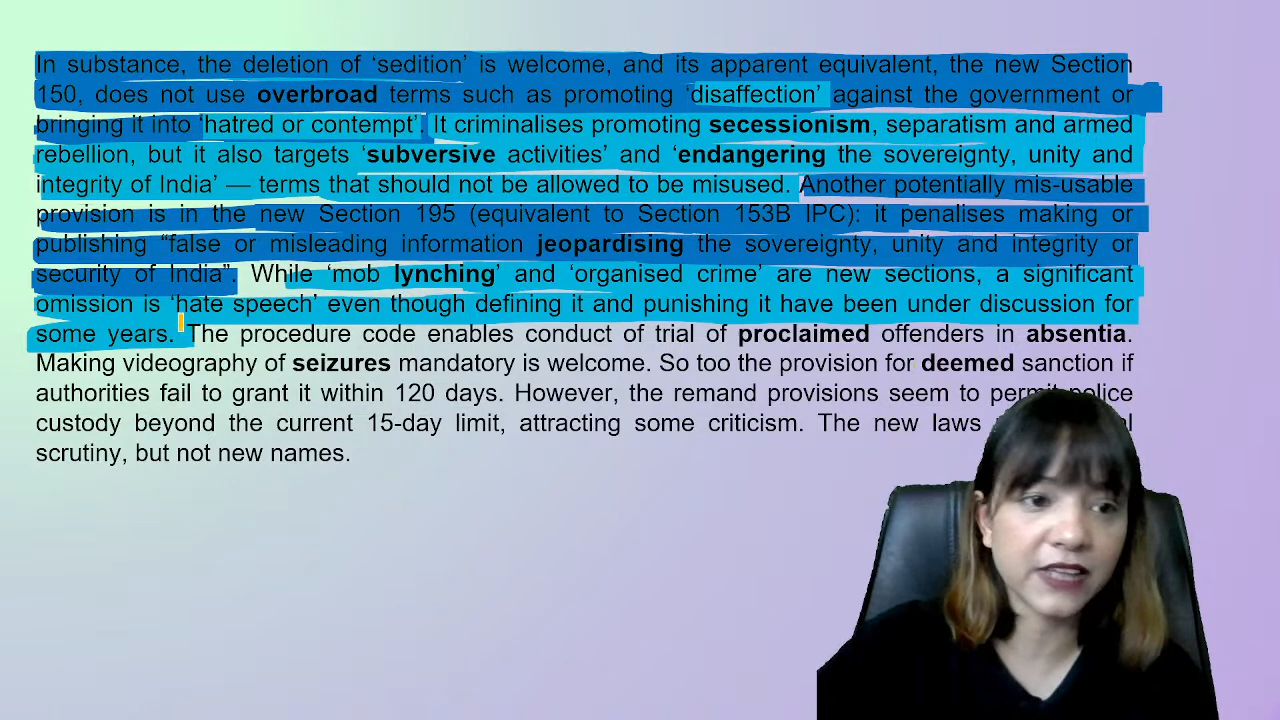 In substance, the deletion of ‘sedition’ is welcome, and its apparent equivalent, the new Section
150, does not use overbroad terms such as promoting ‘disaffection’ against the government or
bringing it into ‘hatred or contempt’. It criminalises promoting secessionism, separatism and armed
rebellion, but it also targets ‘subversive activities’ and ‘endangering the sovereignty, unity and
integrity of India’ — terms that should not be allowed to be misused. Another potentially mis-usable
provision is in the new Section 195 (equivalent to Section 153B IPC): it penalises making or
publishing “false or misleading information jeopardising the sovereignty, unity and integrity or
security of India”. While ‘mob lynching’ and ‘organised crime’ are new sections, a significant
omission is ‘hate speech’ even though defining it and punishing it have been under discussion for
some years. The procedure code enables conduct of trial of proclaimed offenders in absentia.
Making videography of seizures mandatory is welcome. So too the provision for deemed sanction if
authorities fail to grant it within 120 days. However, the remand provisions seem to permit police
custody beyond the current 15-day limit, attracting some criticism. The new laws
scrutiny, but not new names.